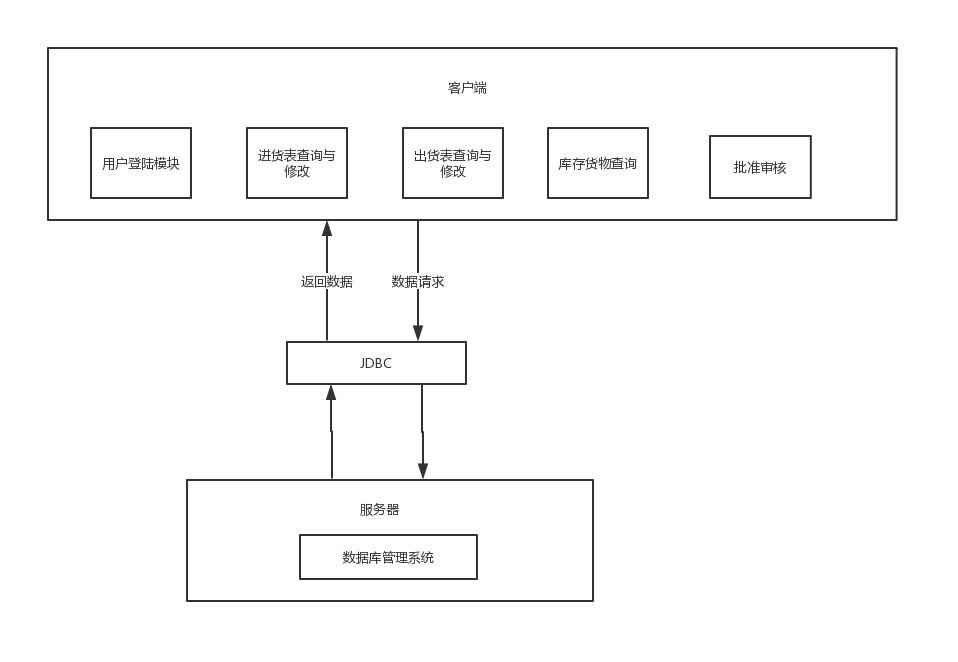 客户端
用户登陆模块
进货表查询与
修改
出货表查询与
修改
库存货物查询
批准审核
返回数据
数据请求
JDBC
服务器
数据库管理系统